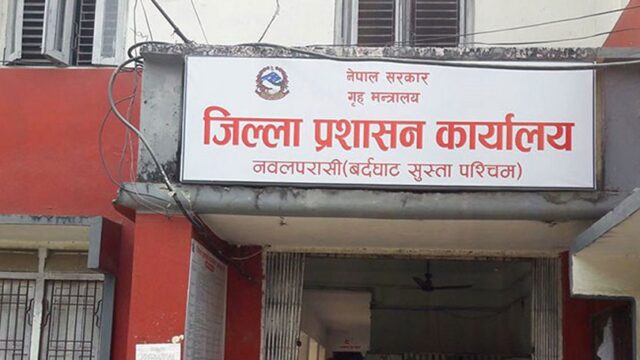 नेपाल सरकार
गृह मन्त्रालय
जिल्ला प्रशासन कार्यालय
नवलपरासी(बर्दघाट सुस्ता पश्चिम)